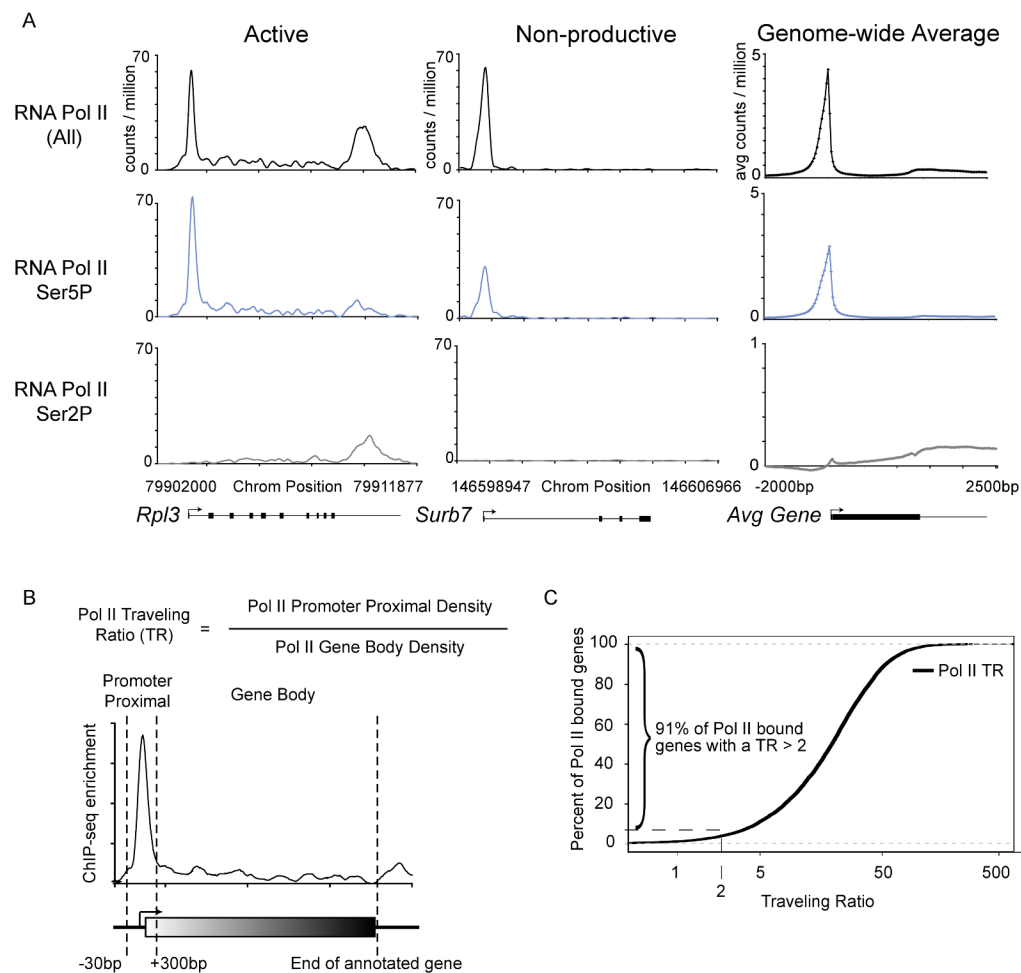 A
Active
Non-productive
Genome-wide Average
RNA Pol II
(All)
70
counts / million
0
70
counts / million
0
5
avg counts / million
0
RNA Pol II
Ser5P
70
0
70
0
5
0
RNA Pol II
Ser2P
70
0
70
0
1
0
79902000 Chrom Position 79911877
146598947 Chrom Position 146606966
-2000bp 2500bp
Rpl3
Surb7
Avg Gene
B
Pol II Traveling
Ratio (TR)
=
Pol II Promoter Proximal Density
Pol II Gene Body Density
Promoter
Proximal
Gene Body
ChIP-seq enrichment
-30bp
+300bp
End of annotated gene
C
Percent of Pol II bound genes
100
80
60
40
20
0
Pol II TR
91% of Pol II bound
genes with a TR > 2
1
2
5
50
500
Traveling Ratio